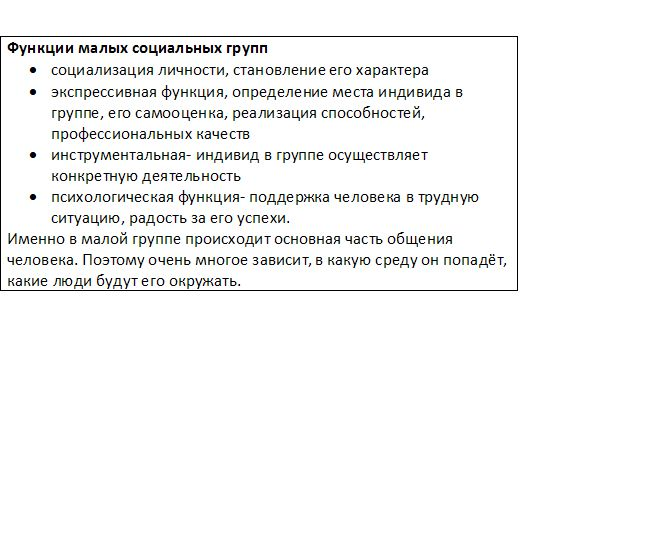 Функции малых социальных групп
• социализация личности, становление его характера
• экспрессивная функция, определение места индивида в
группе, его самооценка, реализация способностей,
профессиональных качеств
• инструментальная- индивид в группе осуществляет
конкретную деятельность
• психологическая функция- поддержка человека в трудную
ситуацию, радость за его успехи.
Именно в малой группе происходит основная часть общения
человека. Поэтому очень многое зависит, в какую среду он попадёт,
какие люди будут его окружать.